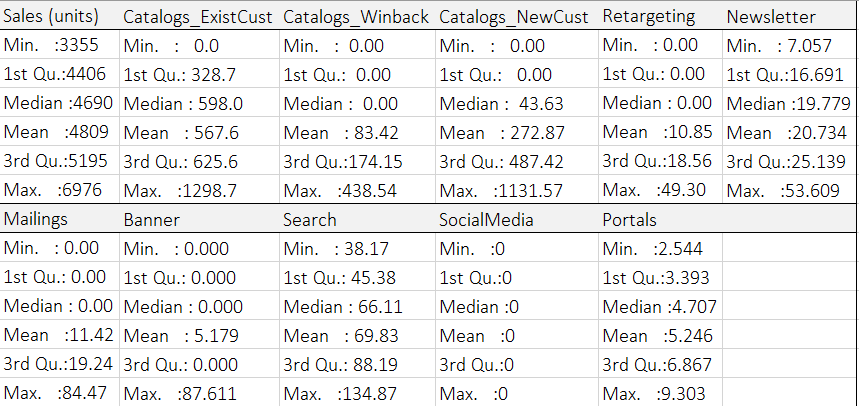 Sales (units) Catalogs_ExistCust Catalogs_Winback Catalogs_NewCust Retargeting Newsletter
Min. :3355 Min. : 0.0 Min. : 0.00 Min. : 0.00 Min. : 0.00 Min. : 7.057
1st Qu.:4406 1st Qu.: 328.7 1st Qu.: 0.00 1st Qu.: 0.00 1st Qu.: 0.00 1st Qu.:16.691
Median :4690 Median : 598.0 Median : 0.00 Median : 43.63 Median : 0.00 Median :19.779
Mean :4809 Mean : 567.6 Mean : 83.42 Mean : 272.87 Mean :10.85 Mean :20.734
3rd Qu.:5195 3rd Qu.: 625.6 3rd Qu.:174.15 3rd Qu.: 487.42 3rd Qu.:18.56 3rd Qu.:25.139
Max. :6976 Max. :1298.7 Max. :438.54 Max. :1131.57 Max. :49.30 Max. :53.609
Mailings Banner Search SocialMedia Portals
Min. : 0.00 Min. : 0.000 Min. : 38.17 Min. :0 Min. :2.544
1st Qu.: 0.00 1st Qu.: 0.000 1st Qu.: 45.38 1st Qu.:0 1st Qu.:3.393
Median : 0.00 Median : 0.000 Median : 66.11 Median :0 Median :4.707
Mean :11.42 Mean : 5.179 Mean : 69.83 Mean :0 Mean :5.246
3rd Qu.:19.24 3rd Qu.: 0.000 3rd Qu.: 88.19 3rd Qu.:0 3rd Qu.:6.867
Max. :84.47 Max. :87.611 Max. :134.87 Max. :0 Max. :9.303